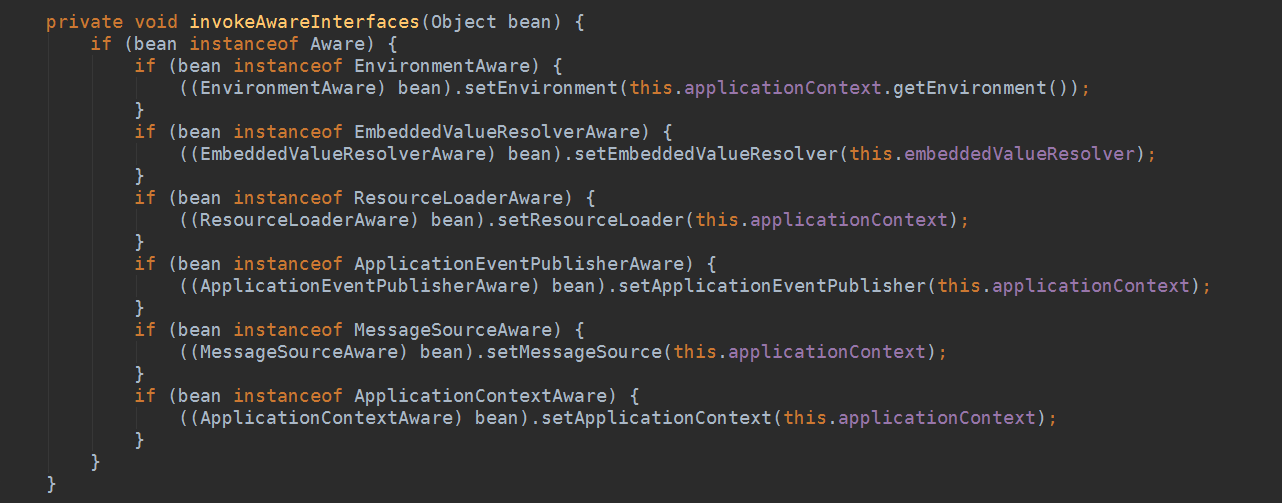 private void invokeAwareInterfaces(Object bean) {
    if (bean instanceof Aware) {
        if (bean instanceof EnvironmentAware) {
            ((EnvironmentAware) bean).setEnvironment(this.applicationContext.getEnvironment());
        }
        if (bean instanceof EmbeddedValueResolverAware) {
            ((EmbeddedValueResolverAware) bean).setEmbeddedValueResolver(this.embeddedValueResolver);
        }
        if (bean instanceof ResourceLoaderAware) {
            ((ResourceLoaderAware) bean).setResourceLoader(this.applicationContext);
        }
        if (bean instanceof ApplicationEventPublisherAware) {
            ((ApplicationEventPublisherAware) bean).setApplicationEventPublisher(this.applicationContext);
        }
        if (bean instanceof MessageSourceAware) {
            ((MessageSourceAware) bean).setMessageSource(this.applicationContext);
        }
        if (bean instanceof ApplicationContextAware) {
            ((ApplicationContextAware) bean).setApplicationContext(this.applicationContext);
        }
    }
}